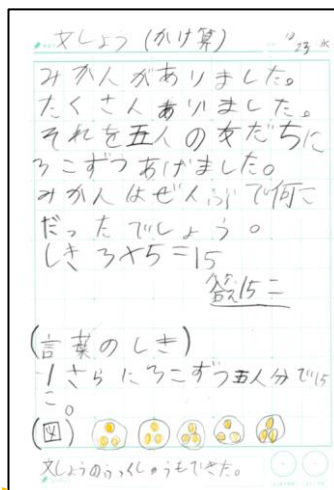 文しょう(かけ算)
23 水
みかんがありました。
たくさんありました。
それを五人の友だちに
3こずつあげました。
みかんはぜんぶで何こ
だったでしょう。
しき 3×5=15
答え15こ
(言葉のしき)
1さらに3こずつ五人分で15
こ。
(図)
文しょうのふくしゅうもできた。